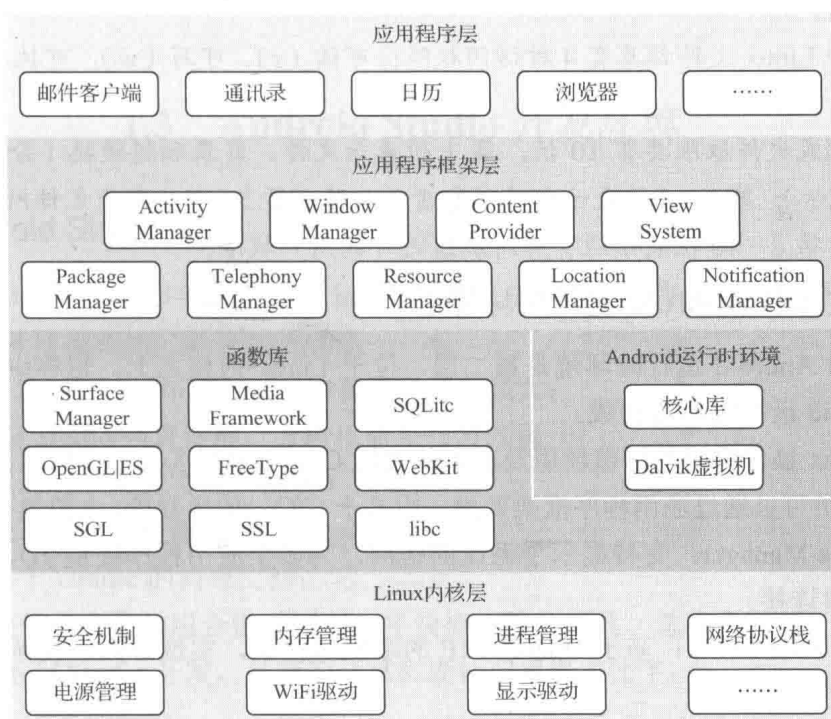 应用程序层
邮件客户端
通讯录
日历
浏览器
……
应用程序框架层
Activity
Manager
Window
Manager
Content
Provider
View
System
Package
Manager
Telephony
Manager
Resource
Manager
Location
Manager
Notification
Manager
函数库
Surface
Manager
Media
Framework
SQLitc
OpenGL|ES
FreeType
WebKit
SGL
SSL
libc
Android运行时环境
核心库
Dalvik虚拟机
Linux内核层
安全机制
内存管理
进程管理
网络协议栈
电源管理
WiFi驱动
显示驱动
……